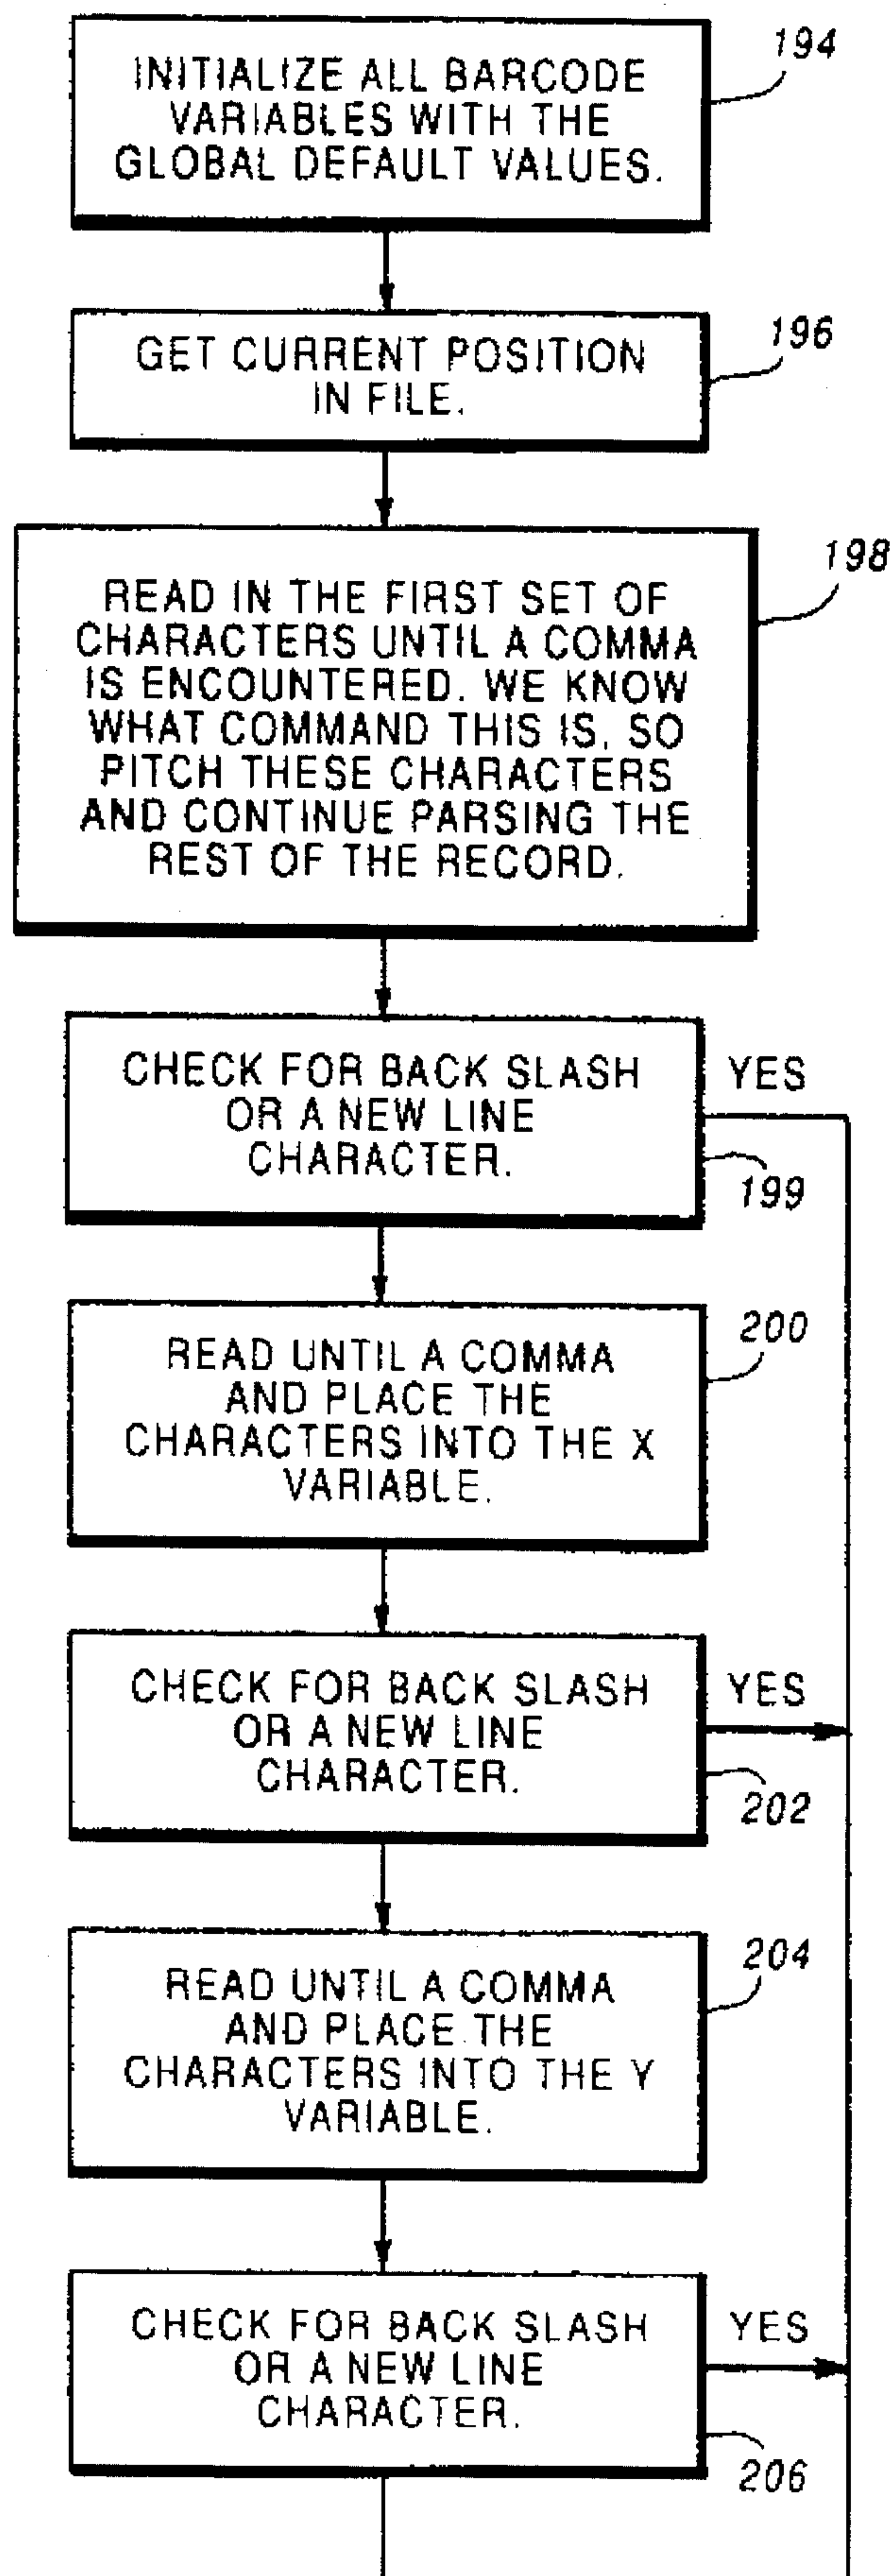 194
INITIALIZE ALL BARCODE
VARIABLES WITH THE
GLOBAL DEFAULT VALUES.
196
GET CURRENT POSITION
IN FILE.
198
READ IN THE FIRST SET OF
CHARACTERS UNTIL A COMMA
IS ENCOUNTERED. WE KNOW
WHAT COMMAND THIS IS, SO
PITCH THESE CHARACTERS
AND CONTINUE PARSING THE
REST OF THE RECORD.
CHECK FOR BACK SLASH
OR A NEW LINE
CHARACTER.
YES
199
200
READ UNTIL A COMMA
AND PLACE THE
CHARACTERS INTO THE X
VARIABLE.
CHECK FOR BACK SLASH
OR A NEW LINE
CHARACTER.
YES
202
204
READ UNTIL A COMMA
AND PLACE THE
CHARACTERS INTO THE Y
VARIABLE.
CHECK FOR BACK SLASH
OR A NEW LINE
CHARACTER.
YES
206